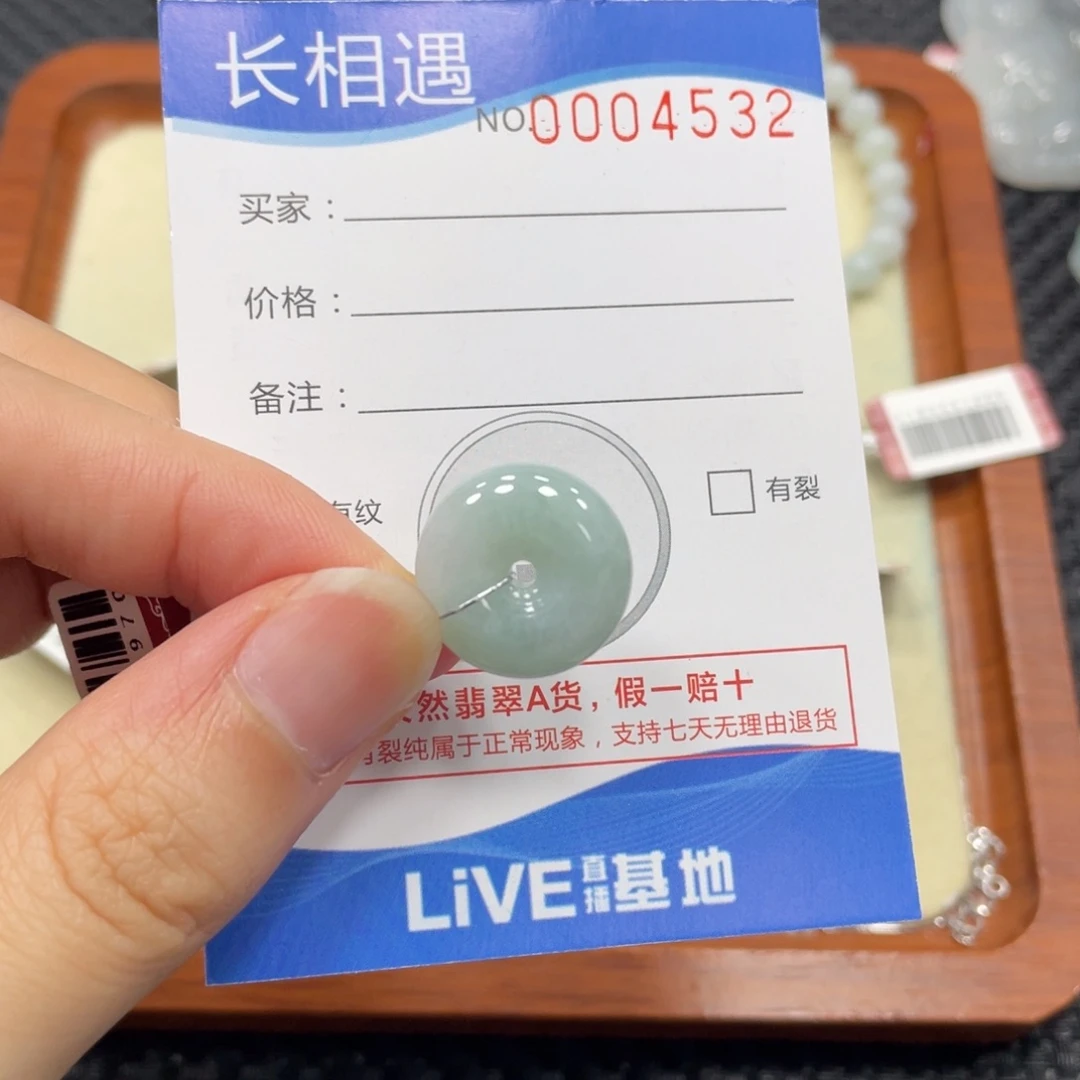 长相遇
NO.0004532
买家：
价格：
备注：
有纹
有裂
天然翡翠A货，假一赔十
有裂纯属于正常现象，支持七天无理由退货
LiVE直播基地